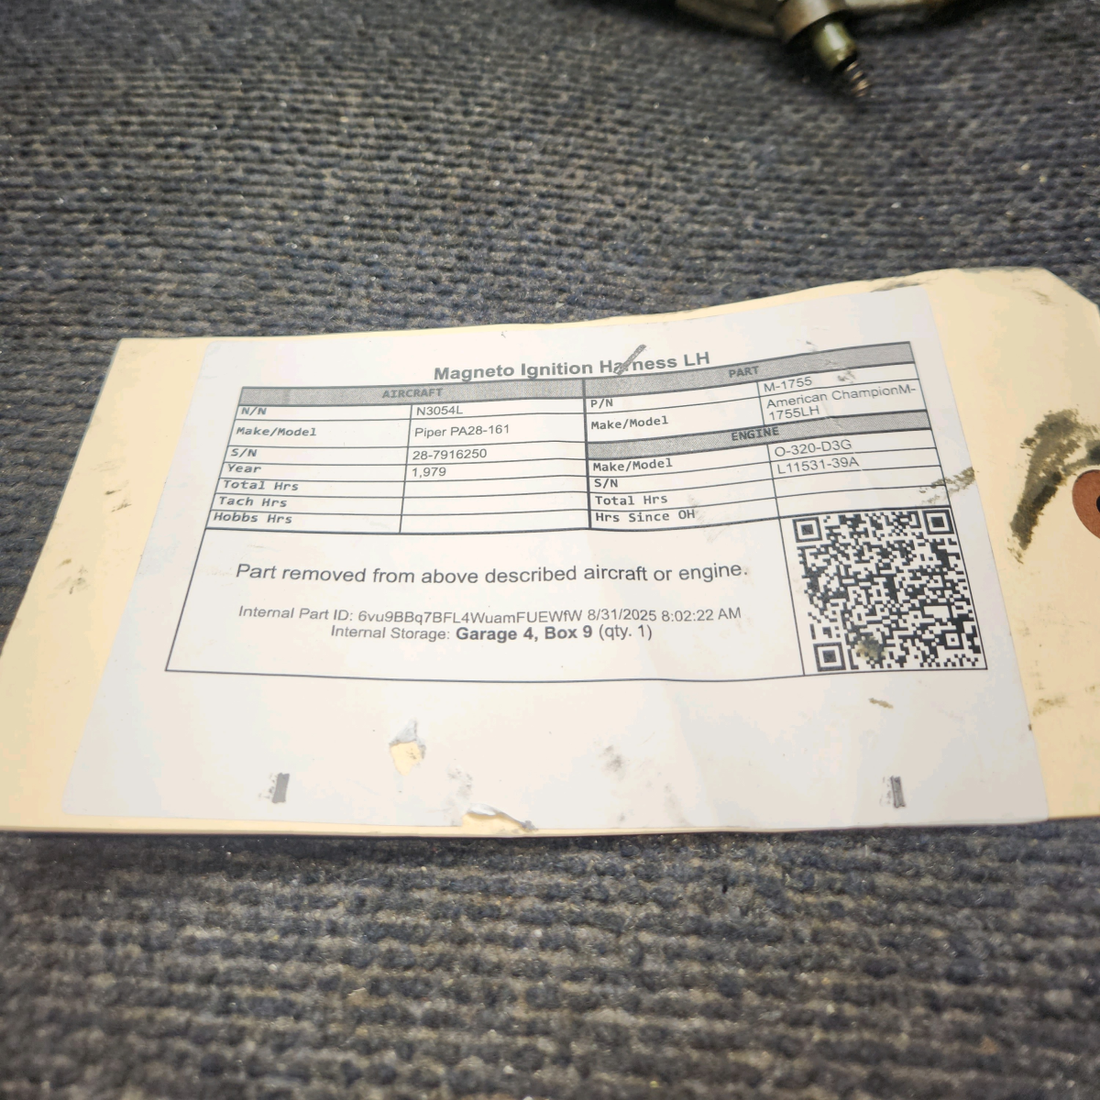 Magneto Ignition Harness LH
AIRCRAFT
N/N N3054L
Make/Model Piper PA28-161
S/N 28-7916250
Year 1,979
Total Hrs
Tach Hrs
Hobbs Hrs
PART
P/N M-1755
Make/Model American ChampionM-
1755LH
ENGINE
Make/Model O-320-D3G
S/N L11531-39A
Total Hrs
Hrs Since OH
Part removed from above described aircraft or engine.
Internal Part ID: 6vu9BBq7BFL4WuamFUEWfW 8/31/2025 8:02:22 AM
Internal Storage: Garage 4, Box 9 (qty. 1)